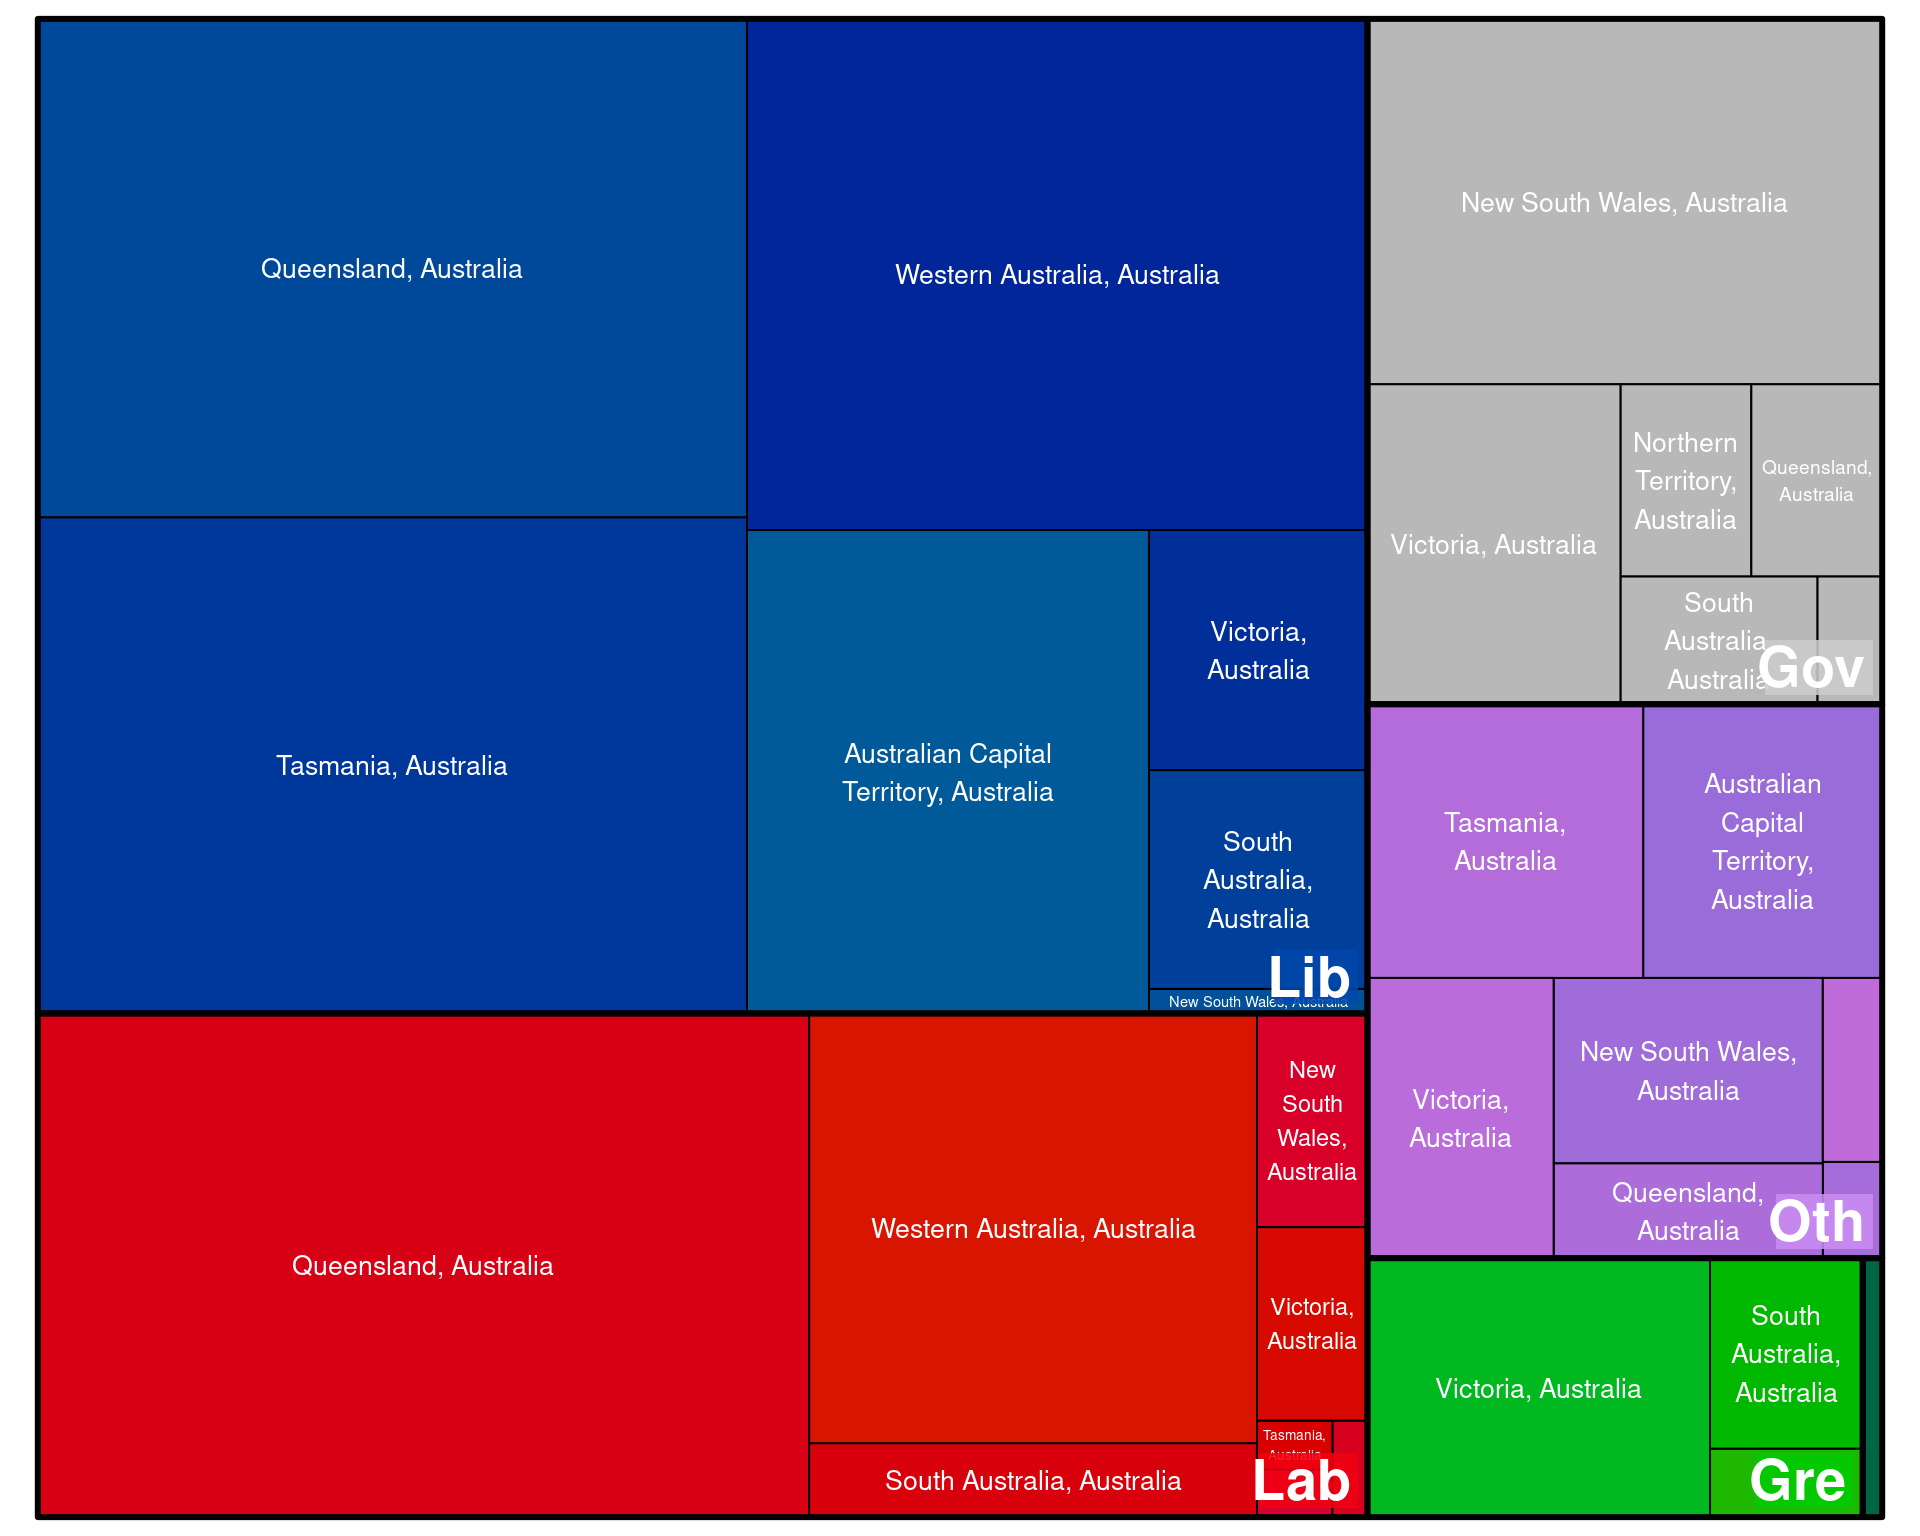 Queensland, Australia
Tasmania, Australia
Western Australia, Australia
Australian Capital
Territory, Australia
Victoria,
Australia
South
Australia,
Australia
New South Wales, Australia
Lib
Queensland, Australia
Western Australia, Australia
South Australia, Australia
New
South
Wales,
Australia
Victoria,
Australia
Tasmania,
Australia
Lab
New South Wales, Australia
Victoria, Australia
Northern
Territory,
Australia
Queensland,
Australia
South
Australia,
Australia
Gov
Tasmania,
Australia
Australian
Capital
Territory,
Australia
Victoria,
Australia
New South Wales,
Australia
Queensland,
Australia
Oth
Victoria, Australia
South
Australia,
Australia
Gre